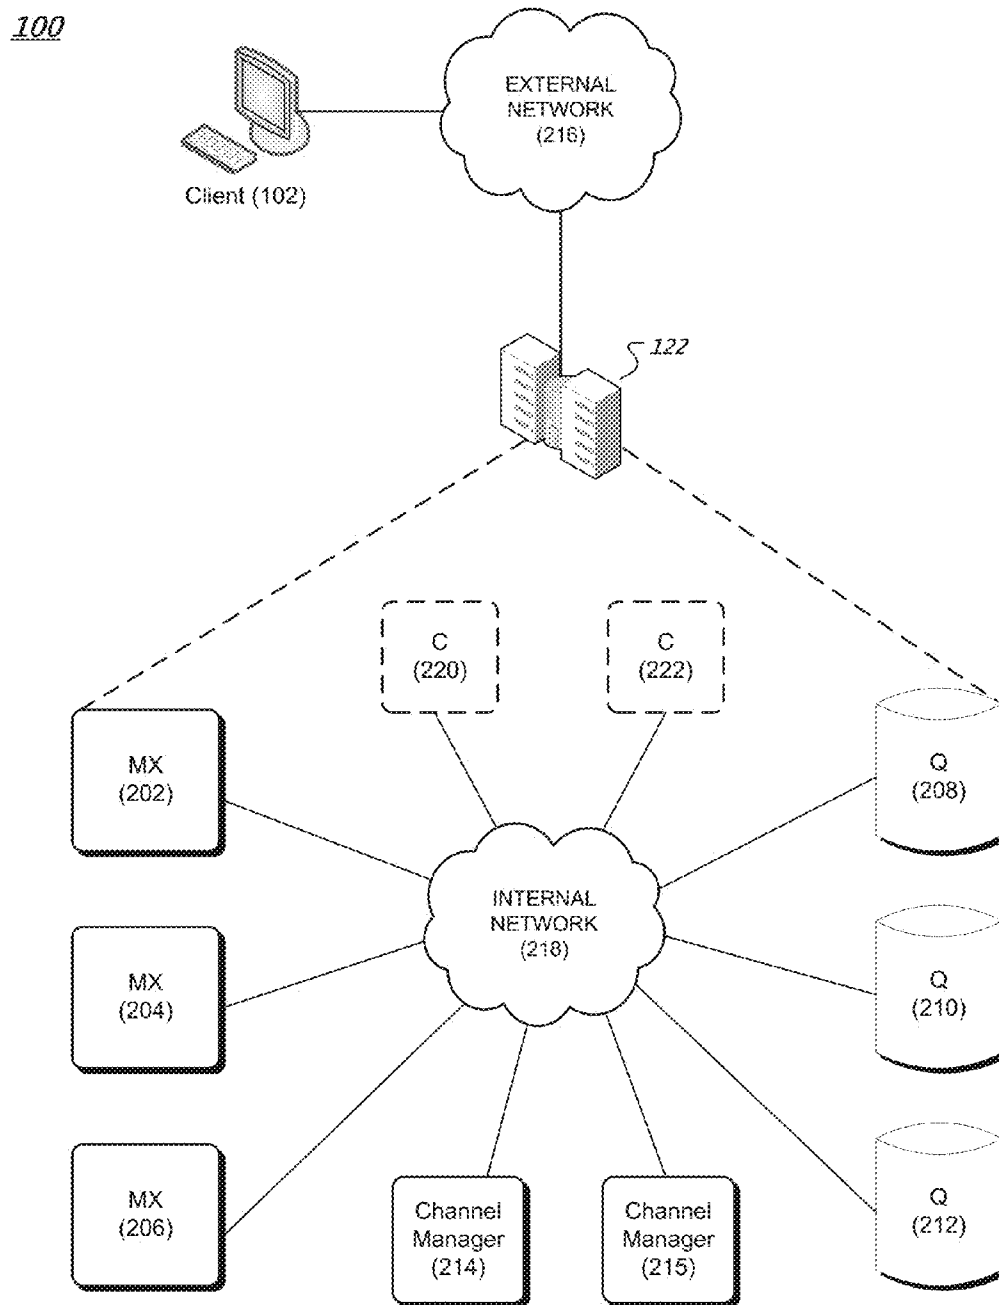 100
EXTERNAL
NETWORK
(216)
Client (102)
122
C
(220)
C
(222)
MX
(202)
Q
(208)
INTERNAL
NETWORK
(218)
MX
(204)
Q
(210)
MX
(206)
Channel
Manager
(214)
Channel
Manager
(215)
Q
(212)